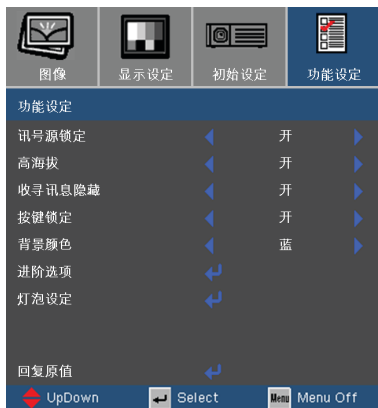 图像 显示设定 初始设定 功能设定
功能设定
讯号源锁定 开
高海拔 开
收寻讯息隐藏 开
按键锁定 开
背景颜色 蓝
进阶选项
灯泡设定
回复原值
UpDown Select Menu Menu Off